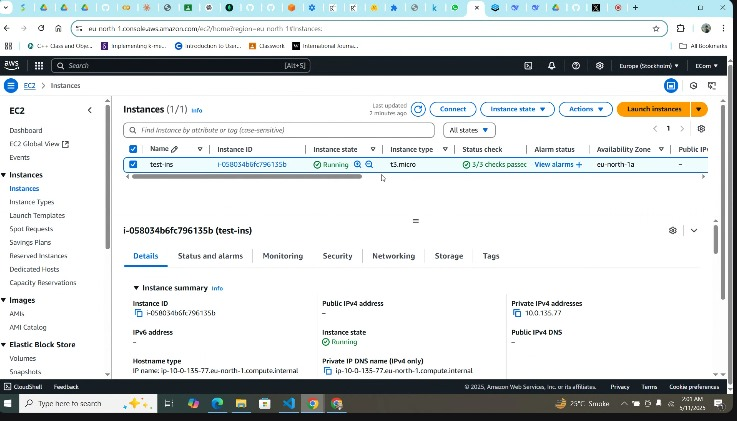 eu-north-1.console.aws.amazon.com/ec2/home?region=eu-north-1#Instances:
C++ Class and Obje...
Implementing k-me...
Introduction to User...
Classwork
International Journa...
All Bookmarks
aws
Search
[Alt+S]
Europe (Stockholm)
ECom
EC2
Instances
EC2
Dashboard
EC2 Global View
Events
Instances
Instances
Instance Types
Launch Templates
Spot Requests
Savings Plans
Reserved Instances
Dedicated Hosts
Capacity Reservations
Images
AMIs
AMI Catalog
Elastic Block Store
Volumes
Snapshots
Instances (1/1) Info
Last updated
2 minutes ago
Connect
Instance state
Actions
Launch instances
Find Instance by attribute or tag (case-sensitive)
All states
1
Name
Instance ID
Instance state
Instance type
Status check
Alarm status
Availability Zone
Public IP
test-ins
i-058034b6fc796135b
Running
t3.micro
3/3 checks passec
View alarms +
eu-north-1a
–
i-058034b6fc796135b (test-ins)
Details
Status and alarms
Monitoring
Security
Networking
Storage
Tags
Instance summary Info
Instance ID
i-058034b6fc796135b
Public IPv4 address
–
Private IPv4 addresses
10.0.135.77
IPv6 address
–
Instance state
Running
Public IPv4 DNS
–
Hostname type
IP name: ip-10-0-135-77.eu-north-1.compute.internal
Private IP DNS name (IPv4 only)
ip-10-0-135-77.eu-north-1.compute.internal
CloudShell
Feedback
© 2025, Amazon Web Services, Inc. or its affiliates.
Privacy
Terms
Cookie preferences
Type here to search
25°C Smoke
2:01 AM
5/11/2025